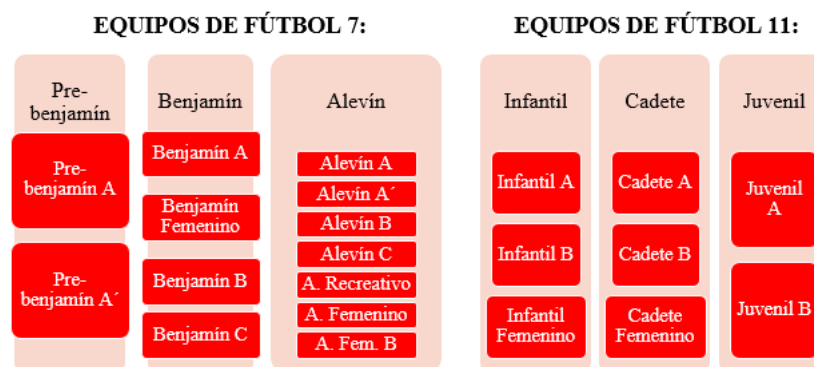 EQUIPOS DE FÚTBOL 7:
Pre-
benjamín
Pre-
benjamín A
Pre-
benjamín A´
Benjamín
Benjamín A
Benjamín
Femenino
Benjamín B
Benjamín C
Alevín
Alevín A
Alevín A´
Alevín B
Alevín C
A. Recreativo
A. Femenino
A. Fem. B
EQUIPOS DE FÚTBOL 11:
Infantil
Infantil A
Infantil B
Infantil
Femenino
Cadete
Cadete A
Cadete B
Cadete
Femenino
Juvenil
Juvenil
A
Juvenil B